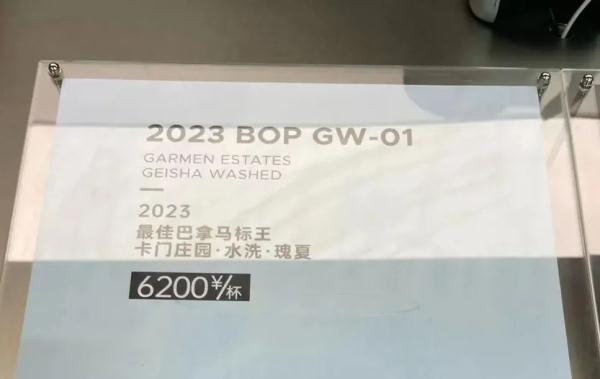 2023 BOP GW-01
GARMEN ESTATES
GEISHA WASHED
2023
最佳巴拿马标王
卡门庄园·水洗·瑰夏
6200¥/杯